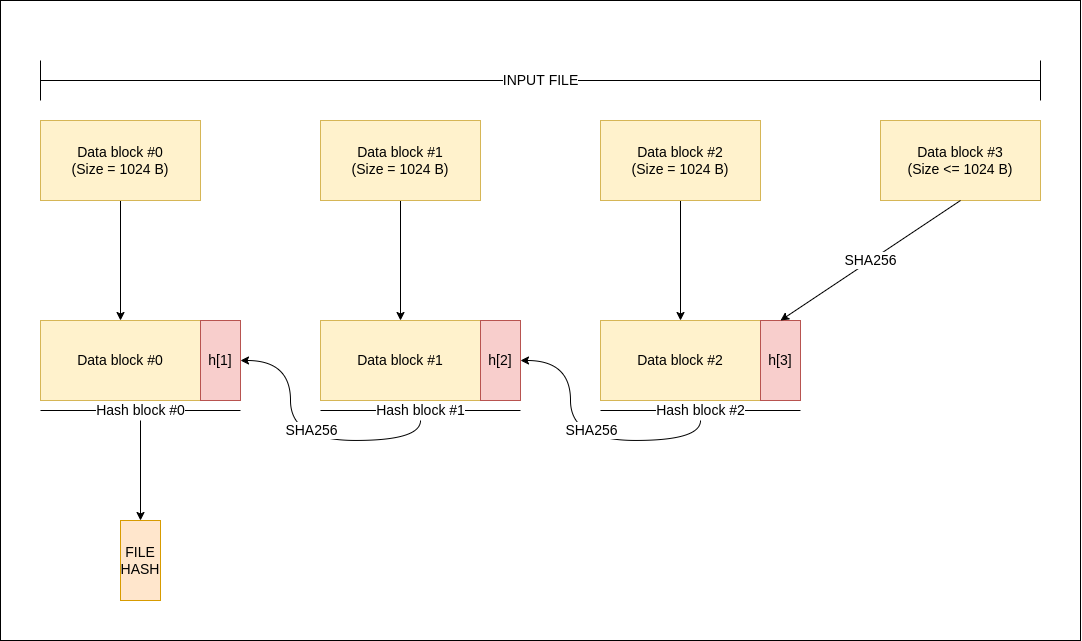 INPUT FILE
Data block #0
(Size = 1024 B)
Data block #1
(Size = 1024 B)
Data block #2
(Size = 1024 B)
Data block #3
(Size <= 1024 B)
SHA256
Data block #0
h[1]
Data block #1
h[2]
Data block #2
h[3]
Hash block #0
Hash block #1
Hash block #2
SHA256
SHA256
FILE
HASH